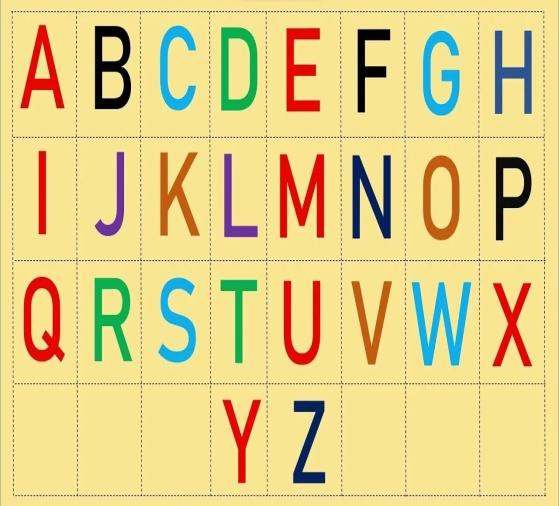 A B C D E F G H
I J K L M N O P
Q R S T U V W X
Y Z